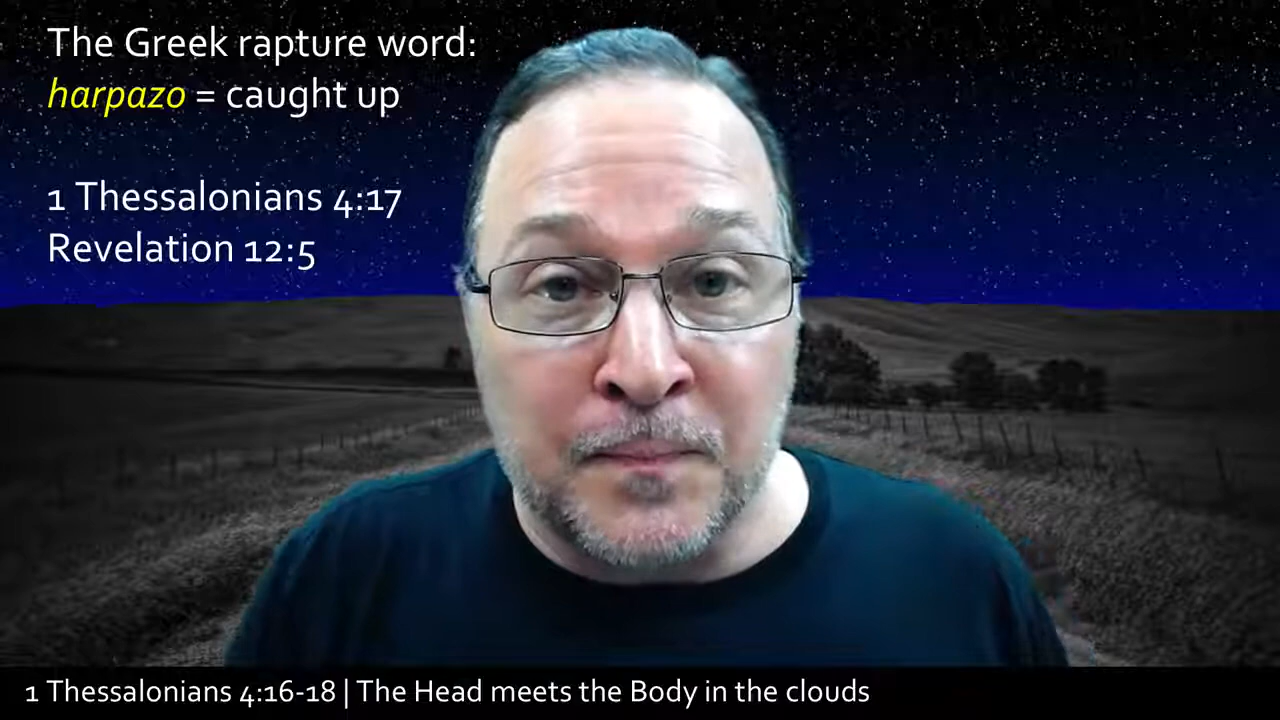 The Greek rapture word:
harpazo = caught up
1 Thessalonians 4:17
Revelation 12:5
1 Thessalonians 4:16-18 | The Head meets the Body in the clouds